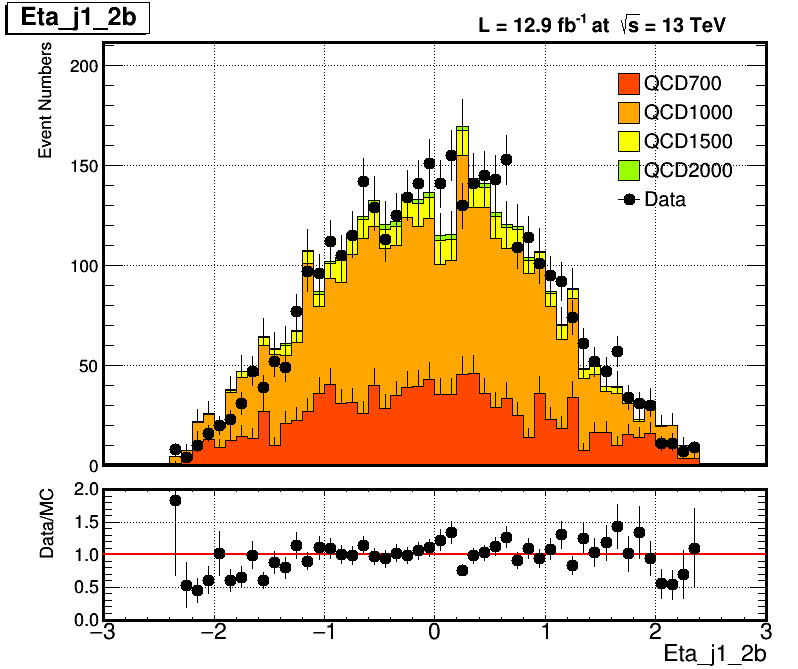 Eta_j1_2b
L = 12.9 fb⁻¹ at √s = 13 TeV
Event Numbers
200
150
100
50
0
QCD700
QCD1000
QCD1500
QCD2000
Data
Data/MC
2.0
1.5
1.0
0.5
0.0
−3 −2 −1 0 1 2 3
Eta_j1_2b